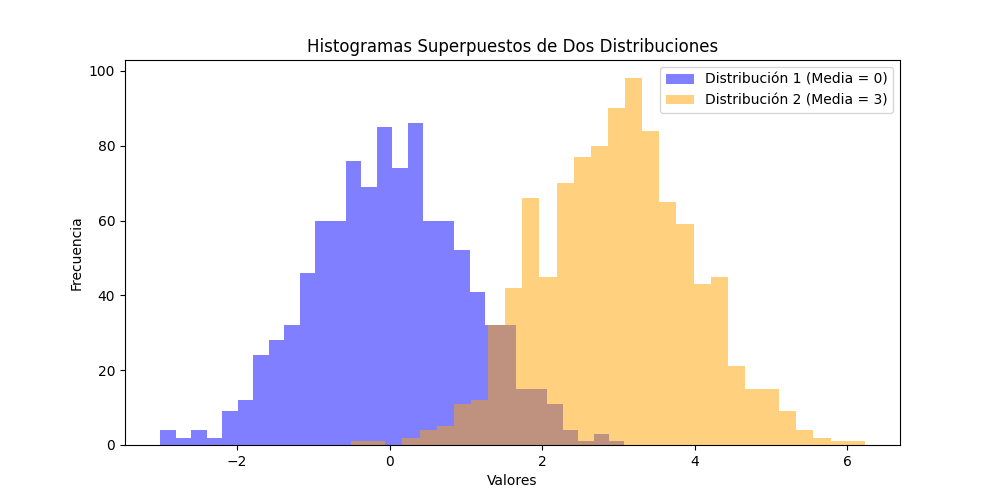 Histogramas Superpuestos de Dos Distribuciones
Distribución 1 (Media = 0)
Distribución 2 (Media = 3)
Frecuencia
100
80
60
40
20
0
−2
0
2
4
6
Valores